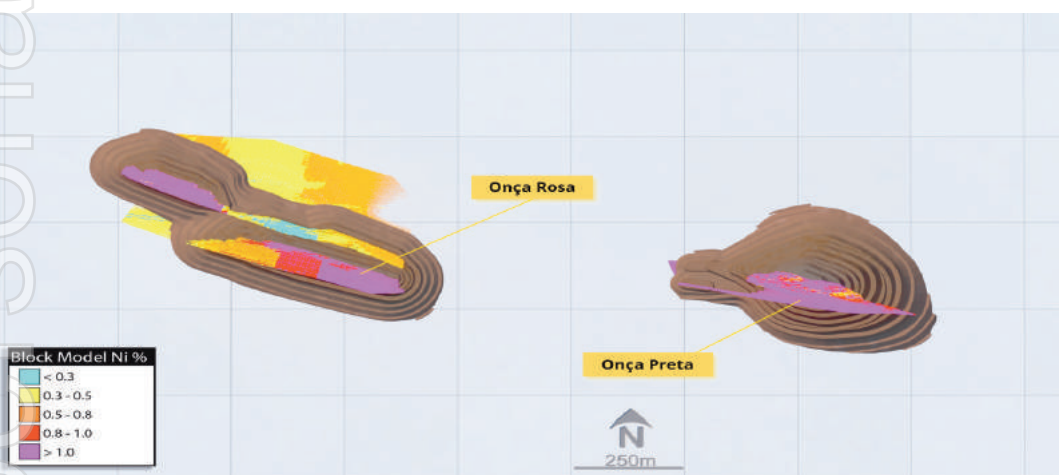 Onça Rosa
Onça Preta
Block Model Ni %
< 0.3
0.3 - 0.5
0.5 - 0.8
0.8 - 1.0
> 1.0
N
250m